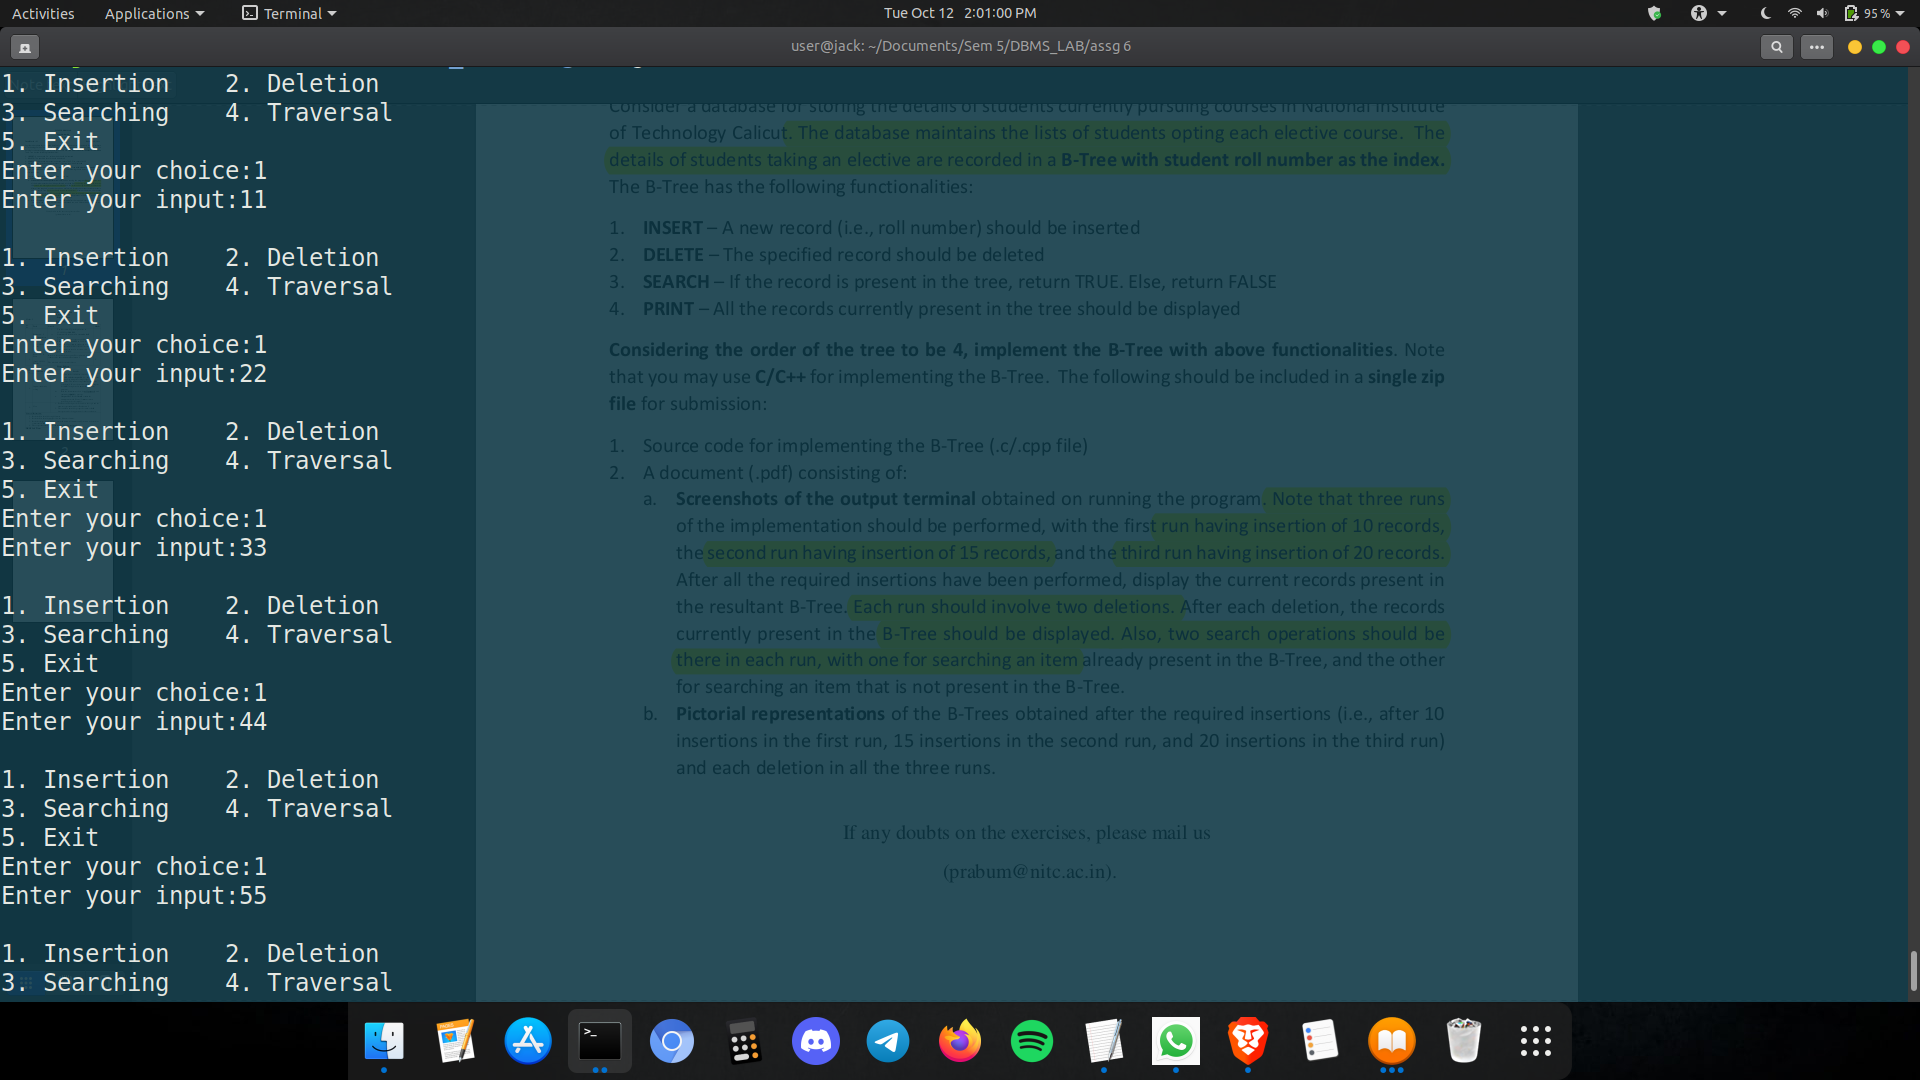 Activities Applications Terminal Tue Oct 12 2:01:00 PM 95 %
user@jack: ~/Documents/Sem 5/DBMS_LAB/assg 6
1. Insertion 2. Deletion
3. Searching 4. Traversal
5. Exit
Enter your choice:1
Enter your input:11
1. Insertion 2. Deletion
3. Searching 4. Traversal
5. Exit
Enter your choice:1
Enter your input:22
1. Insertion 2. Deletion
3. Searching 4. Traversal
5. Exit
Enter your choice:1
Enter your input:33
1. Insertion 2. Deletion
3. Searching 4. Traversal
5. Exit
Enter your choice:1
Enter your input:44
1. Insertion 2. Deletion
3. Searching 4. Traversal
5. Exit
Enter your choice:1
Enter your input:55
1. Insertion 2. Deletion
3. Searching 4. Traversal
Consider a database for storing the details of students currently pursuing courses in National Institute
of Technology Calicut. The database maintains the lists of students opting each elective course. The
details of students taking an elective are recorded in a B-Tree with student roll number as the index.
The B-Tree has the following functionalities:
1. INSERT – A new record (i.e., roll number) should be inserted
2. DELETE – The specified record should be deleted
3. SEARCH – If the record is present in the tree, return TRUE. Else, return FALSE
4. PRINT – All the records currently present in the tree should be displayed
Considering the order of the tree to be 4, implement the B-Tree with above functionalities. Note
that you may use C/C++ for implementing the B-Tree. The following should be included in a single zip
file for submission:
1. Source code for implementing the B-Tree (.c/.cpp file)
2. A document (.pdf) consisting of:
a. Screenshots of the output terminal obtained on running the program. Note that three runs
of the implementation should be performed, with the first run having insertion of 10 records,
the second run having insertion of 15 records, and the third run having insertion of 20 records.
After all the required insertions have been performed, display the current records present in
the resultant B-Tree. Each run should involve two deletions. After each deletion, the records
currently present in the B-Tree should be displayed. Also, two search operations should be
there in each run, with one for searching an item already present in the B-Tree, and the other
for searching an item that is not present in the B-Tree.
b. Pictorial representations of the B-Trees obtained after the required insertions (i.e., after 10
insertions in the first run, 15 insertions in the second run, and 20 insertions in the third run)
and each deletion in all the three runs.
If any doubts on the exercises, please mail us
(prabum@nitc.ac.in).